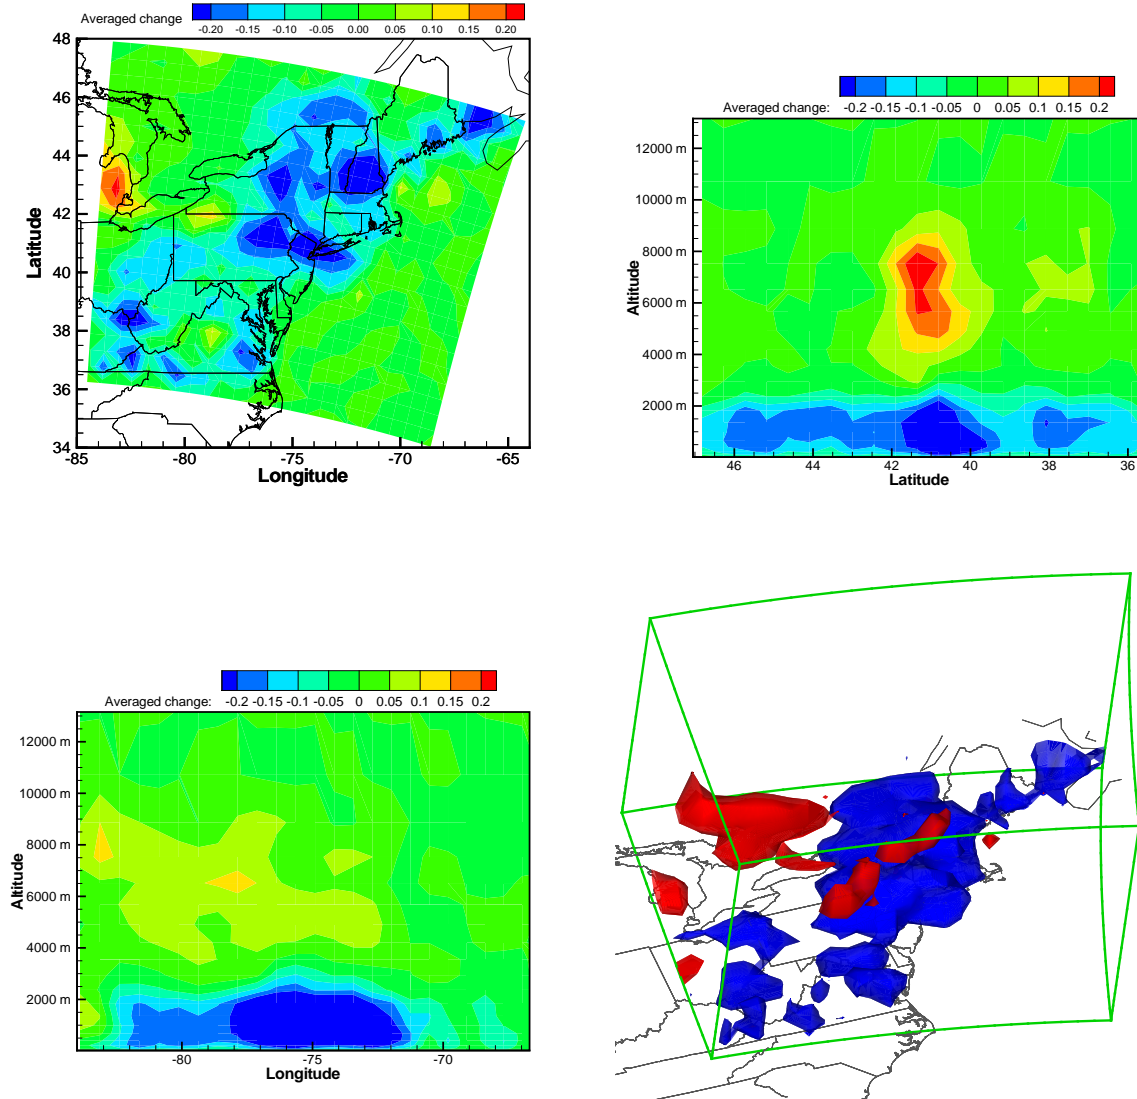 Averaged change
-0.20 -0.15 -0.10 -0.05 0.00 0.05 0.10 0.15 0.20
48
46
44
42
40
38
36
34
Latitude
-85 -80 -75 -70 -65
Longitude
Averaged change:
-0.2 -0.15 -0.1 -0.05 0 0.05 0.1 0.15 0.2
12000 m
10000 m
8000 m
6000 m
4000 m
2000 m
Altitude
46 44 42 40 38 36
Latitude
Averaged change:
-0.2 -0.15 -0.1 -0.05 0 0.05 0.1 0.15 0.2
12000 m
10000 m
8000 m
6000 m
4000 m
2000 m
Altitude
-80 -75 -70
Longitude